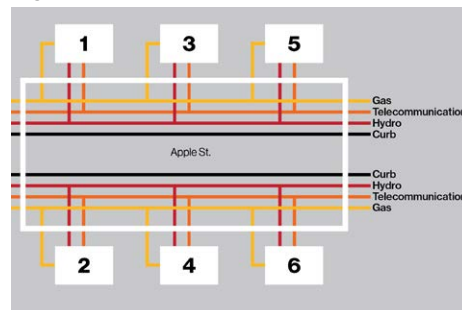 1
3
5
Gas
Telecommunication
Hydro
Curb
Apple St.
Curb
Hydro
Telecommunication
Gas
2
4
6